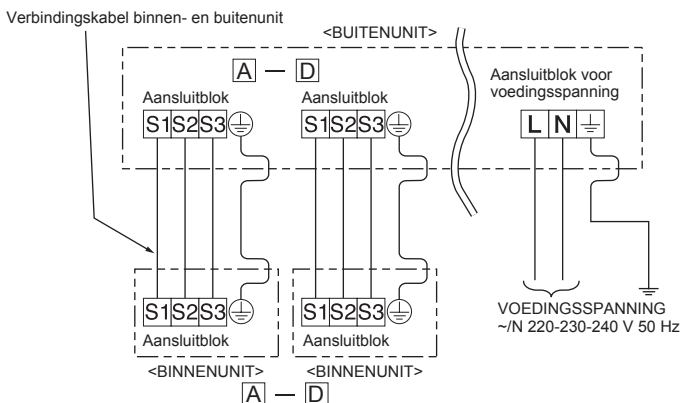 Verbindingskabel binnen- en buitenunit
<BUITENUNIT>
A — D
Aansluitblok
Aansluitblok
Aansluitblok voor
voedingsspanning
S1 S2 S3
S1 S2 S3
L N
S1 S2 S3
S1 S2 S3
Aansluitblok
Aansluitblok
VOEDINGSSPANNING
~/N 220-230-240 V 50 Hz
<BINNENUNIT>
<BINNENUNIT>
A — D